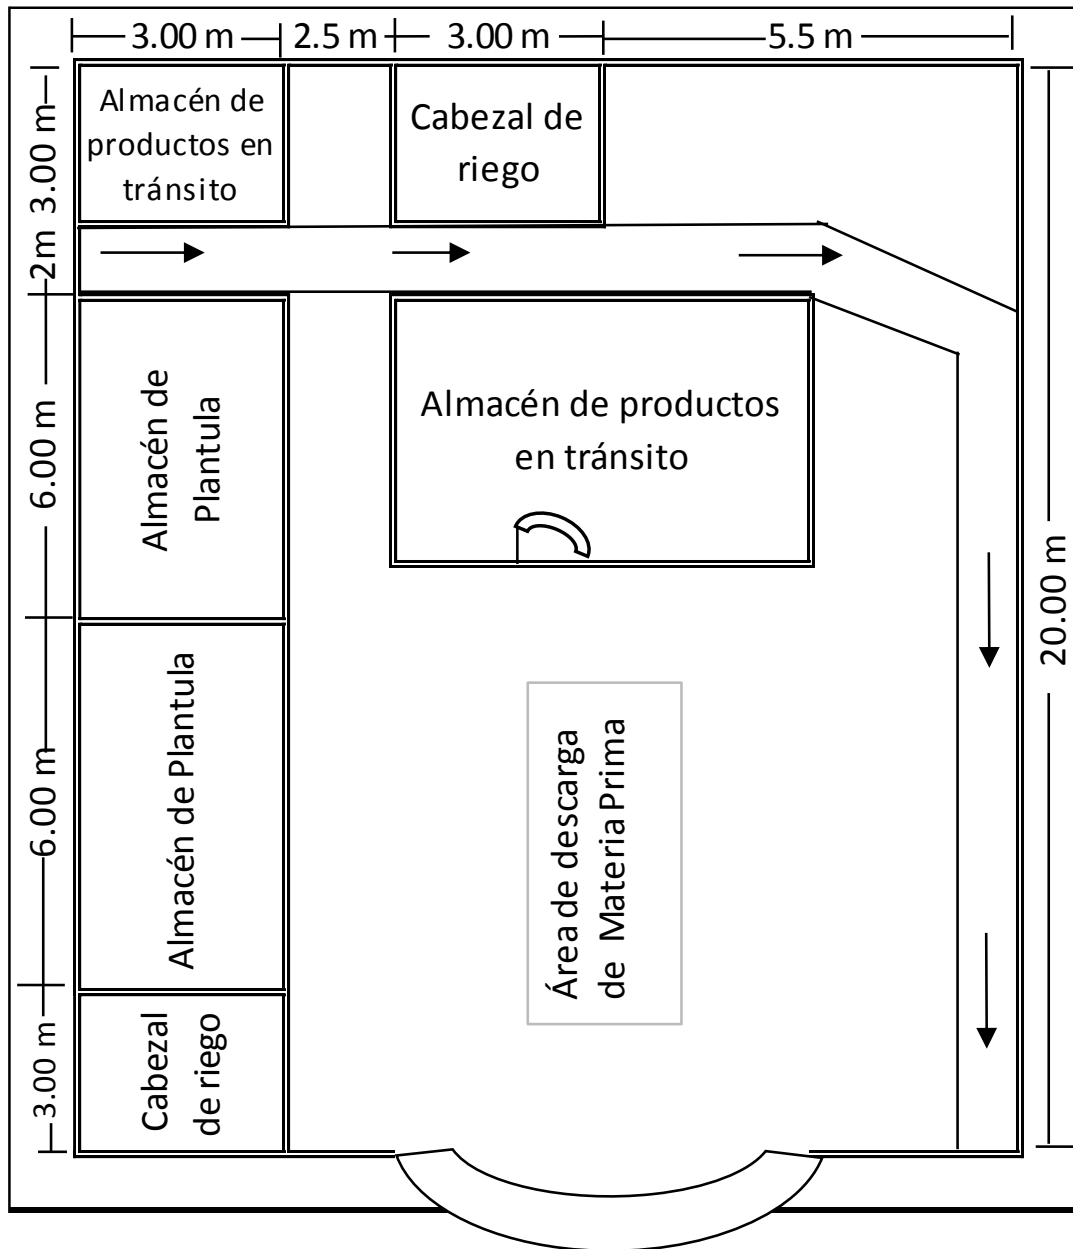 3.00 m
2.5 m
3.00 m
5.5 m
3.00 m
2m
6.00 m
6.00 m
3.00 m
20.00 m
Almacén de
productos en
tránsito
Cabezal de
riego
Almacén de
Plantula
Almacén de productos
en tránsito
Almacén de Plantula
Área de descarga
de Materia Prima
Cabezal
de riego